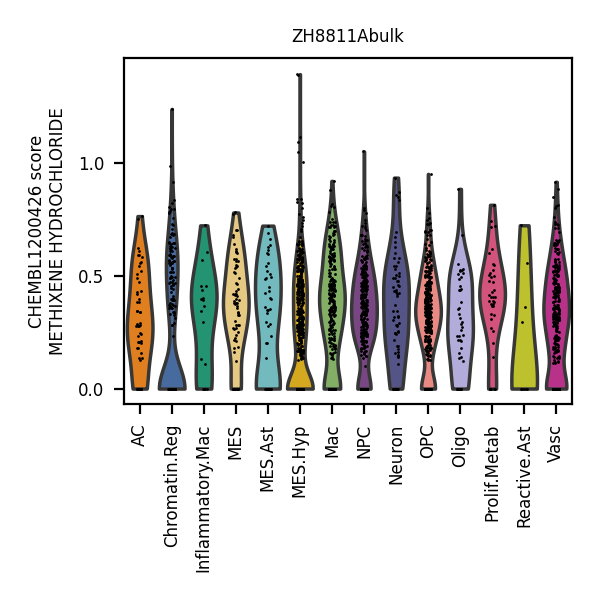 ZH8811Abulk
CHEMBL1200426 score
METHIXENE HYDROCHLORIDE
1.0
0.5
0.0
AC
Chromatin.Reg
Inflammatory.Mac
MES
MES.Ast
MES.Hyp
Mac
NPC
Neuron
OPC
Oligo
Prolif.Metab
Reactive.Ast
Vasc